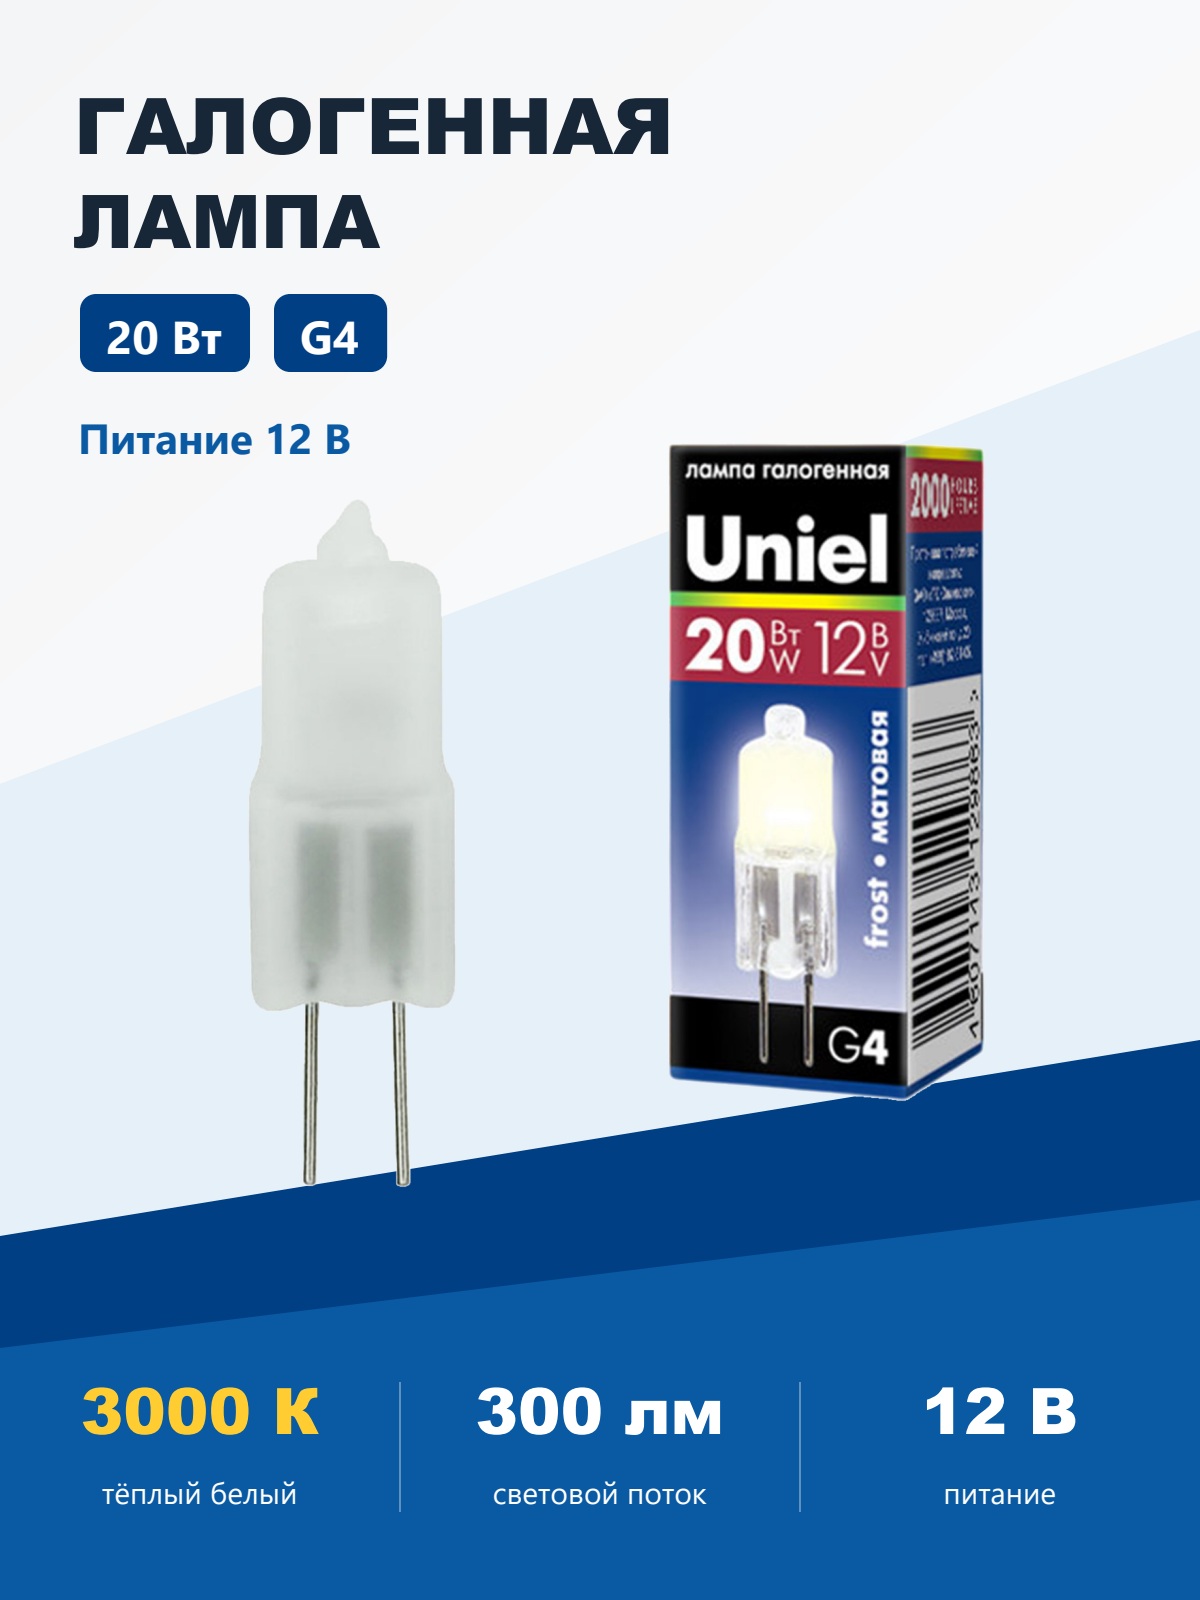 ГАЛОГЕННАЯ
ЛАМПА
20 Вт
G4
Питание 12 В
лампа галогенная
Uniel
20 Вт W 12 В V
frost • матовая
G4
2000
3000 К
300 лм
12 В
тёплый белый
световой поток
питание